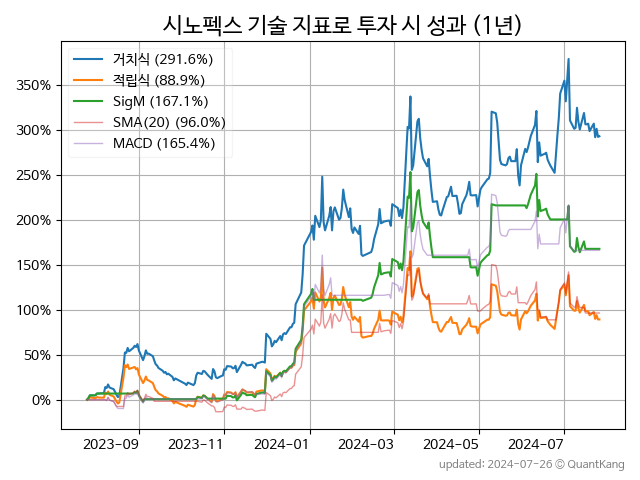 시노펙스 기술 지표로 투자 시 성과 (1년)
거치식 (291.6%)
적립식 (88.9%)
SigM (167.1%)
SMA(20) (96.0%)
MACD (165.4%)
350%
300%
250%
200%
150%
100%
50%
0%
2023-09 2023-11 2024-01 2024-03 2024-05 2024-07
updated: 2024-07-26 © QuantKang